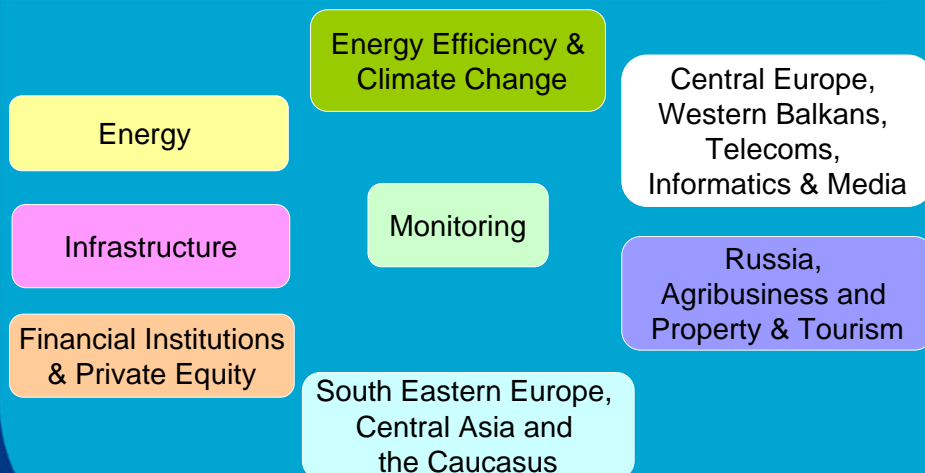 Energy Efficiency &
Climate Change
Central Europe,
Western Balkans,
Telecoms,
Informatics & Media
Energy
Monitoring
Infrastructure
Russia,
Agribusiness and
Property & Tourism
Financial Institutions
& Private Equity
South Eastern Europe,
Central Asia and
the Caucasus